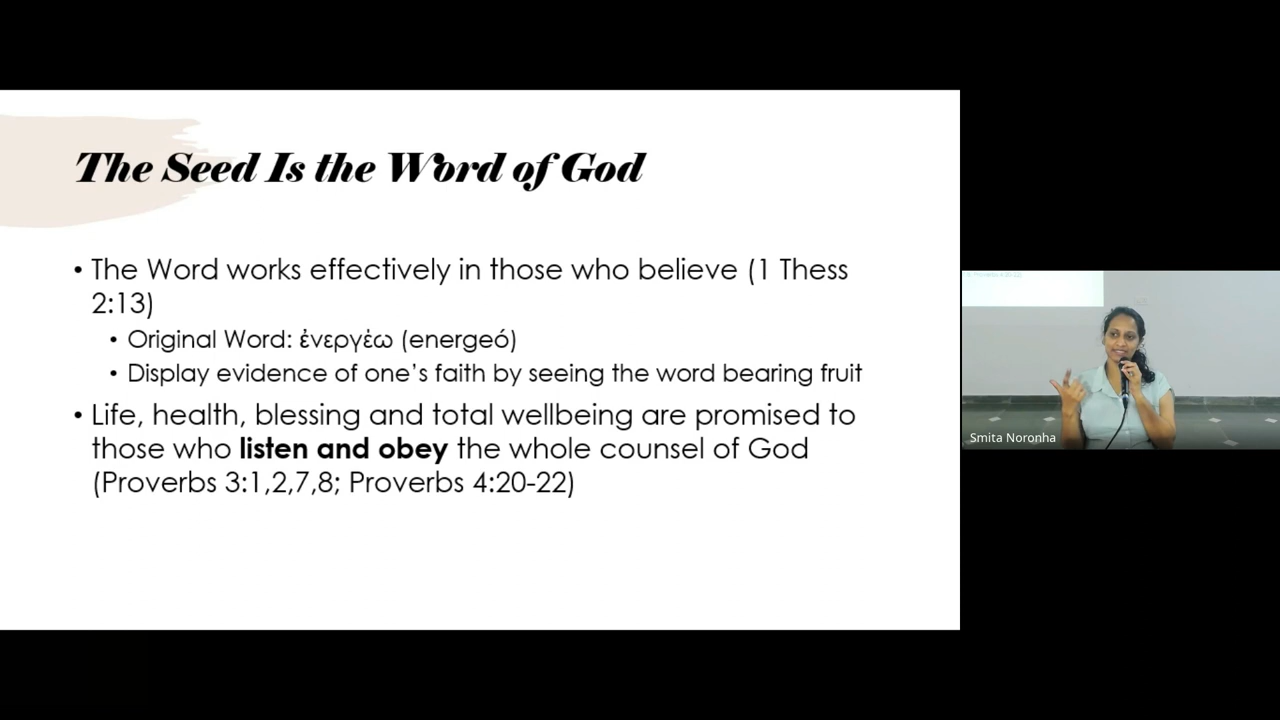 The Seed Is the Word of God
• The Word works effectively in those who believe (1 Thess
2:13)
• Original Word: ἐνεργέω (energeó)
• Display evidence of one's faith by seeing the word bearing fruit
• Life, health, blessing and total wellbeing are promised to
those who listen and obey the whole counsel of God
(Proverbs 3:1,2,7,8; Proverbs 4:20-22)
Smita Noronha